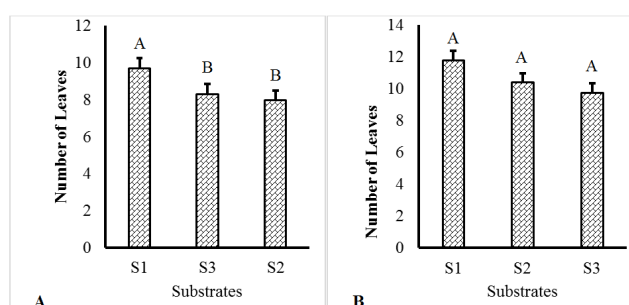 12
10
8
6
4
2
0
Number of Leaves
A
B
B
S1 S3 S2
Substrates
A
14
12
10
8
6
4
2
0
Number of Leaves
A
A
A
S1 S2 S3
Substrates
B